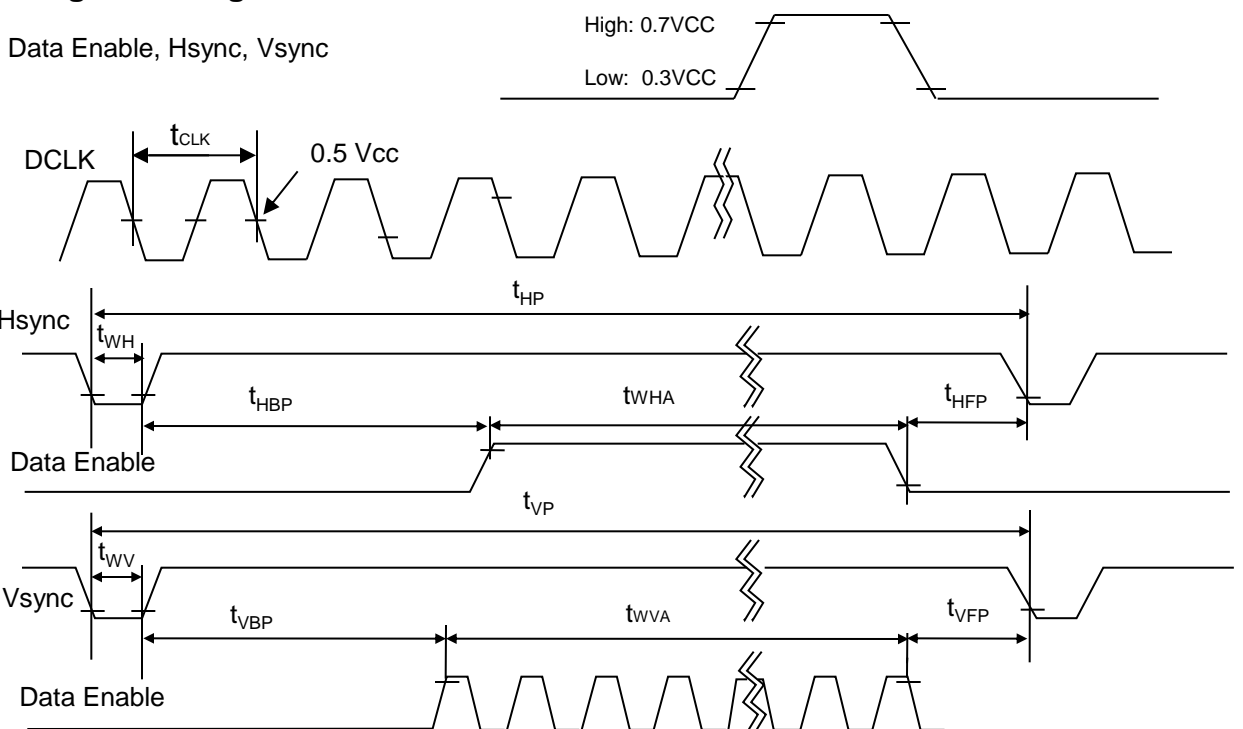 High: 0.7VCC
Data Enable, Hsync, Vsync
Low: 0.3VCC
tCLK
DCLK
0.5 Vcc
tHP
Hsync
tWH
tHBP
tWHA
tHFP
Data Enable
tVP
tWV
Vsync
tVBP
tWVA
tVFP
Data Enable